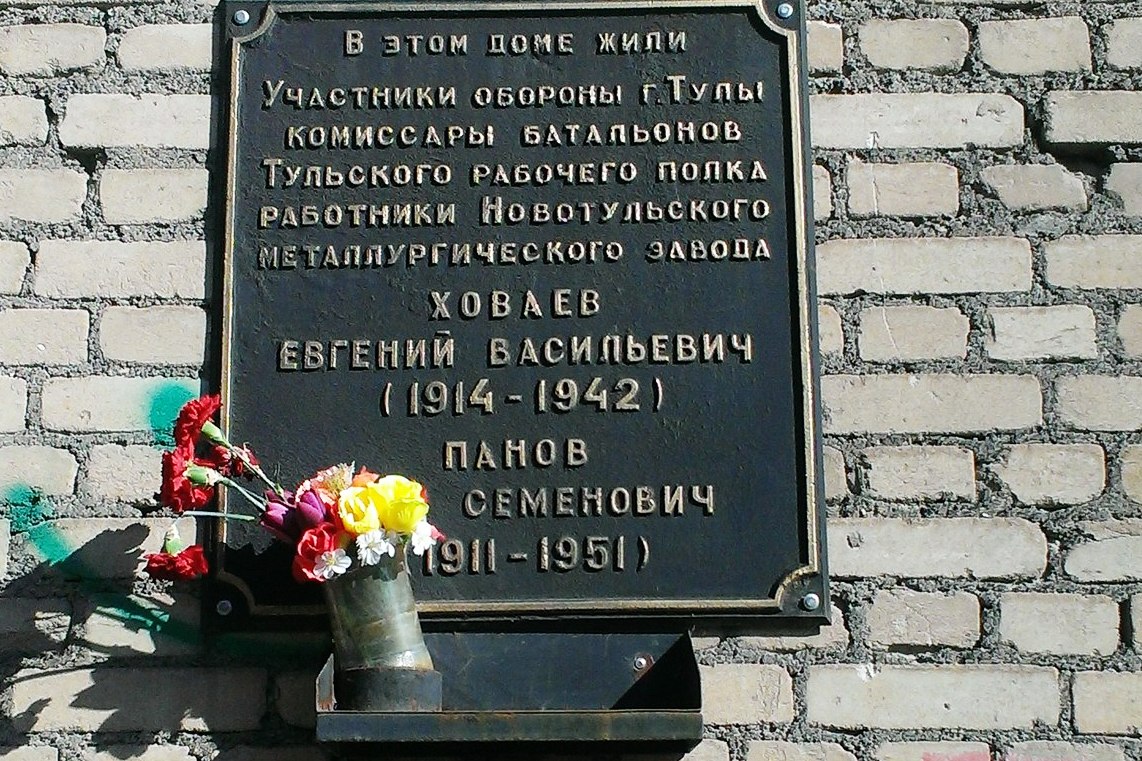 В этом доме жили
Участники обороны г. Тулы
комиссары батальонов
Тульского рабочего полка
работники Новотульского
металлургического завода
ХОВАЕВ
ЕВГЕНИЙ ВАСИЛЬЕВИЧ
(1914-1942)
ПАНОВ
СЕМЕНОВИЧ
1911-1951)